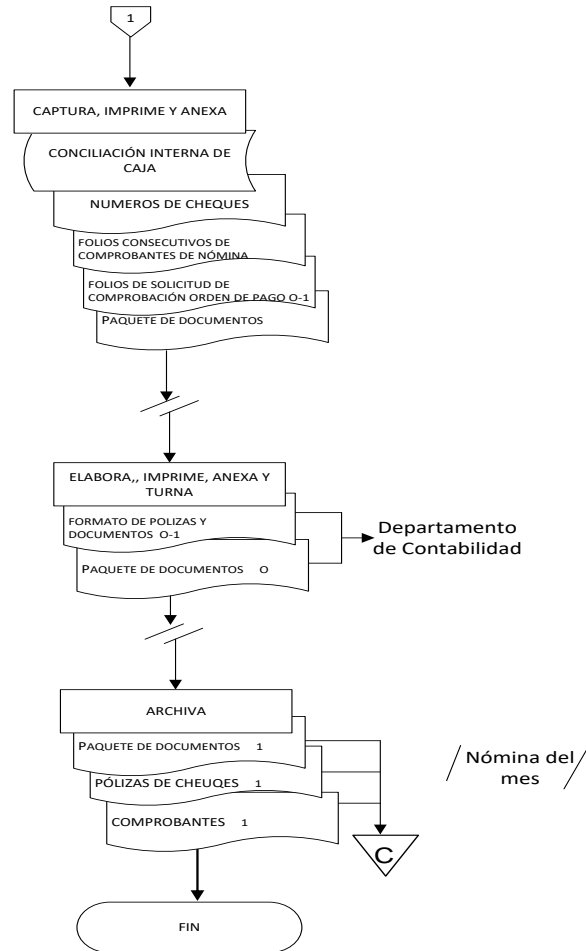 1
CAPTURA, IMPRIME Y ANEXA
CONCILIACIÓN INTERNA DE
CAJA
NUMEROS DE CHEQUES
FOLIOS CONSECUTIVOS DE
COMPROBANTES DE NÓMINA
FOLIOS DE SOLICITUD DE
COMPROBACIÓN ORDEN DE PAGO O-1
PAQUETE DE DOCUMENTOS
ELABORA,, IMPRIME, ANEXA Y
TURNA
FORMATO DE POLIZAS Y
DOCUMENTOS O-1
PAQUETE DE DOCUMENTOS O
Departamento
de Contabilidad
ARCHIVA
PAQUETE DE DOCUMENTOS 1
PÓLIZAS DE CHEUQES 1
COMPROBANTES 1
C
Nómina del
mes
FIN